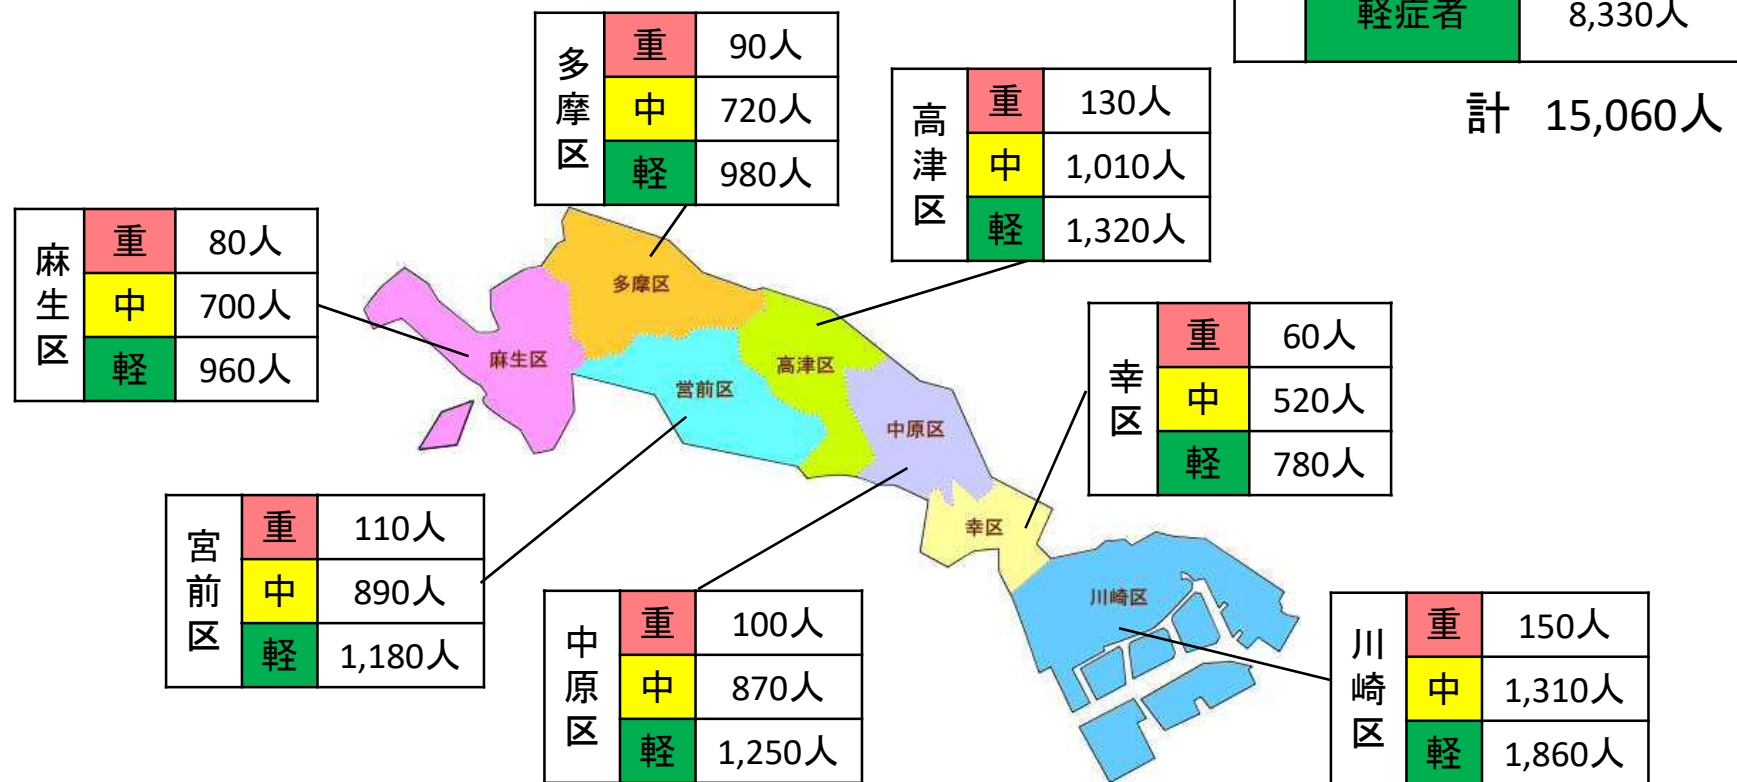 軽症者 8,330人
計 15,060人
多摩区
重 90人
中 720人
軽 980人
高津区
重 130人
中 1,010人
軽 1,320人
麻生区
重 80人
中 700人
軽 960人
幸区
重 60人
中 520人
軽 780人
宮前区
重 110人
中 890人
軽 1,180人
中原区
重 100人
中 870人
軽 1,250人
川崎区
重 150人
中 1,310人
軽 1,860人
多摩区
麻生区
宮前区
高津区
中原区
幸区
川崎区